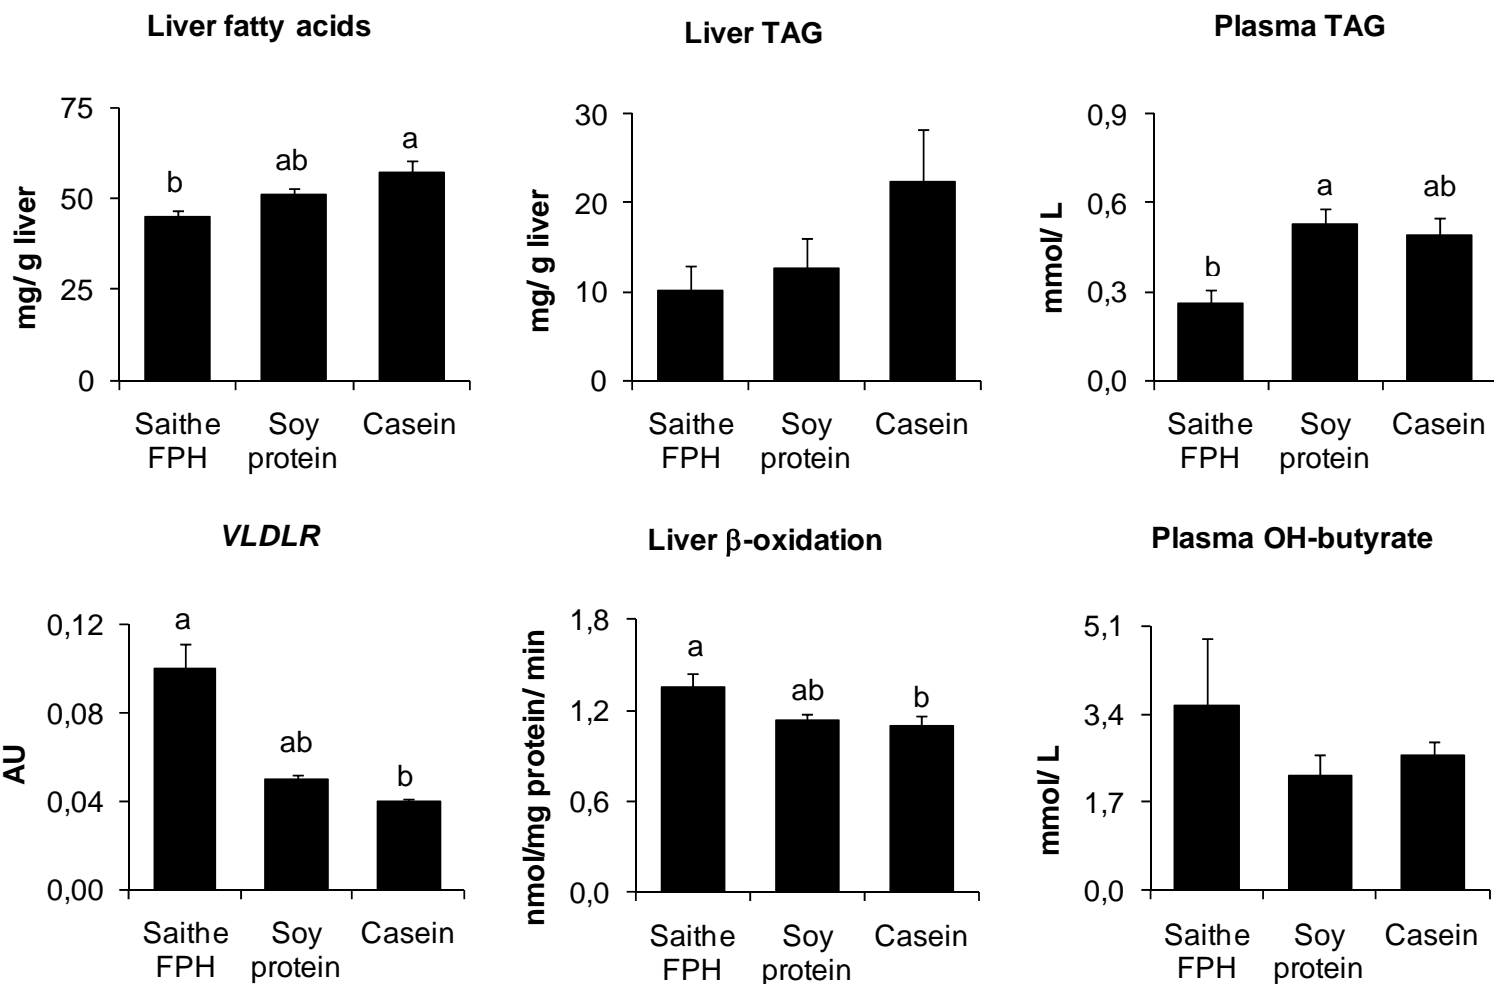 Liver fatty acids
75
50
25
0
mg/ g liver
b
ab
a
Saithe
FPH
Soy
protein
Casein
Liver TAG
30
20
10
0
mg/ g liver
Saithe
FPH
Soy
protein
Casein
Plasma TAG
0,9
0,6
0,3
0,0
mmol/ L
b
a
ab
Saithe
FPH
Soy
protein
Casein
VLDLR
0,12
0,08
0,04
0,00
AU
a
ab
b
Saithe
FPH
Soy
protein
Casein
Liver β-oxidation
1,8
1,2
0,6
0,0
nmol/mg protein/ min
a
ab
b
Saithe
FPH
Soy
protein
Casein
Plasma OH-butyrate
5,1
3,4
1,7
0,0
mmol/ L
Saithe
FPH
Soy
protein
Casein